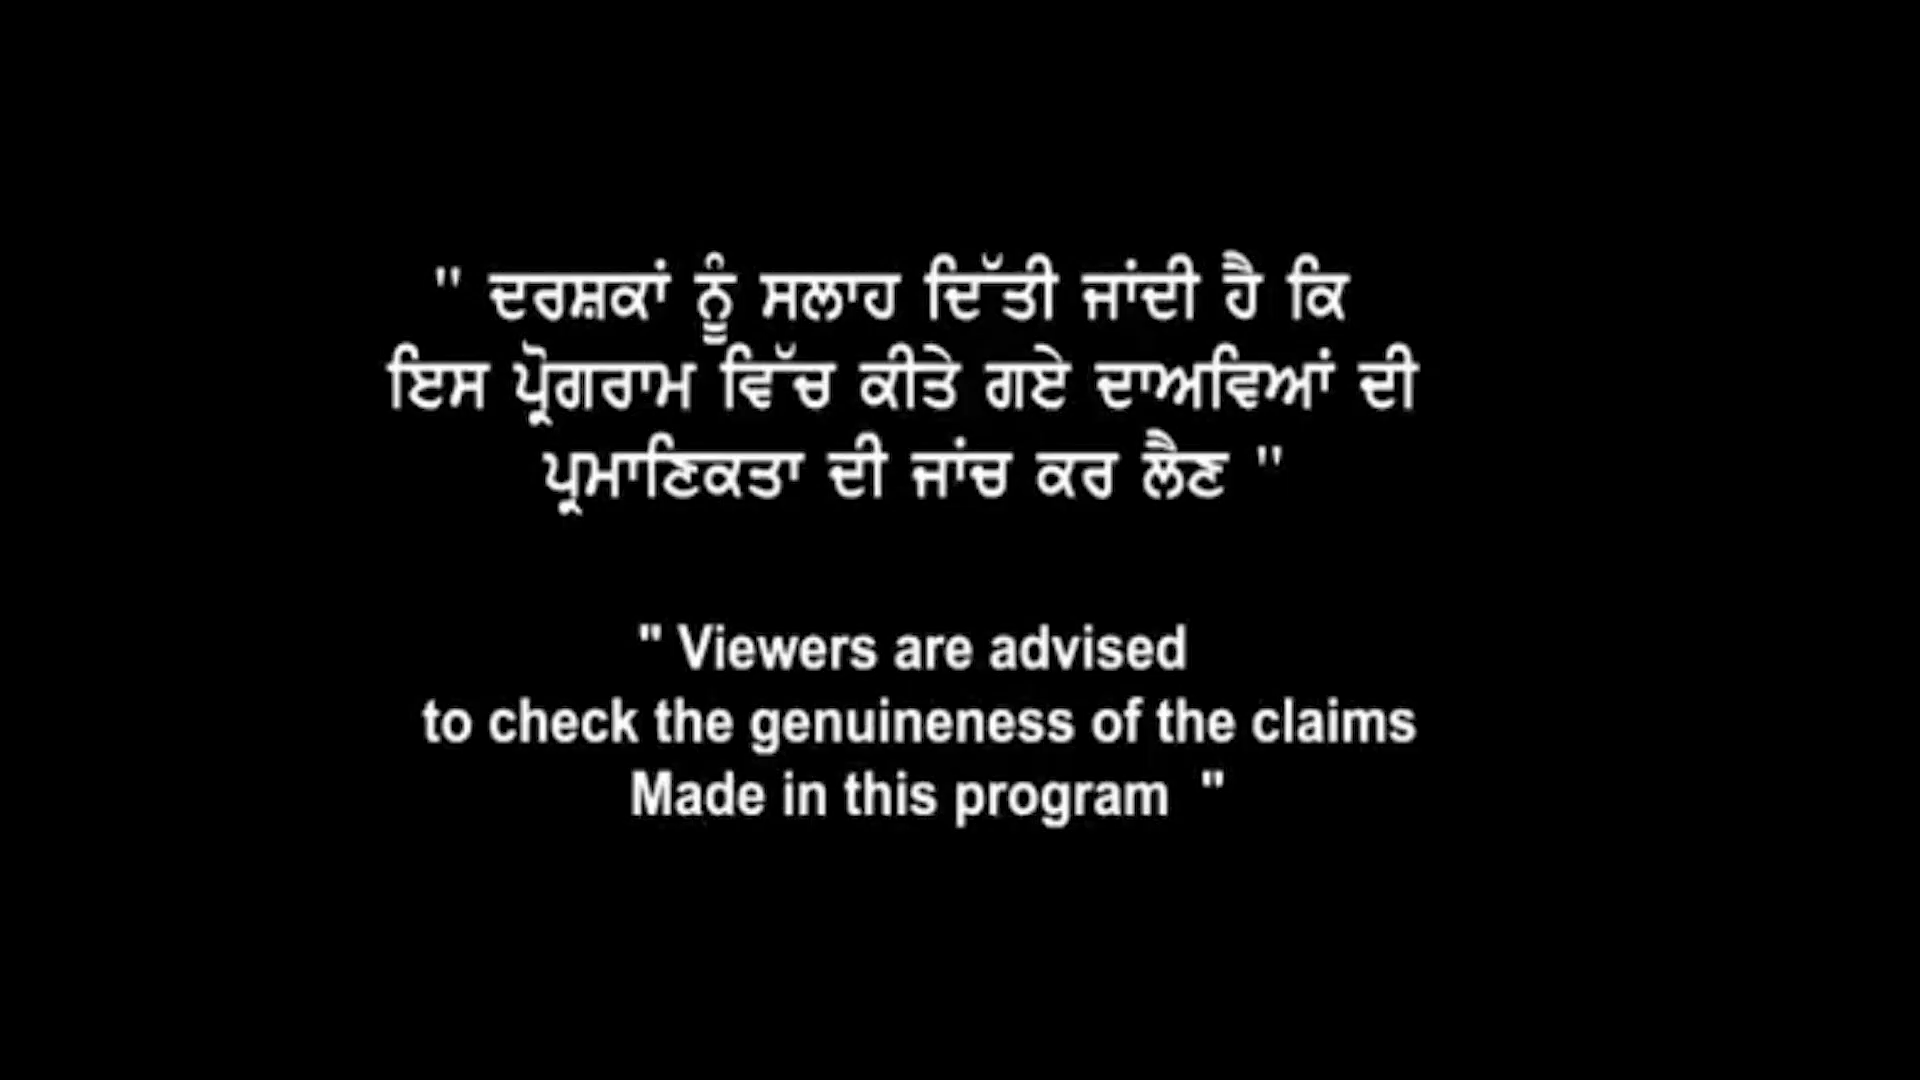 " ਦਰਸ਼ਕਾਂ ਨੂੰ ਸਲਾਹ ਦਿੱਤੀ ਜਾਂਦੀ ਹੈ ਕਿ
ਇਸ ਪ੍ਰੋਗਰਾਮ ਵਿੱਚ ਕੀਤੇ ਗਏ ਦਾਅਵਿਆਂ ਦੀ
ਪ੍ਰਮਾਣਿਕਤਾ ਦੀ ਜਾਂਚ ਕਰ ਲੈਣ "
" Viewers are advised
to check the genuineness of the claims
Made in this program "